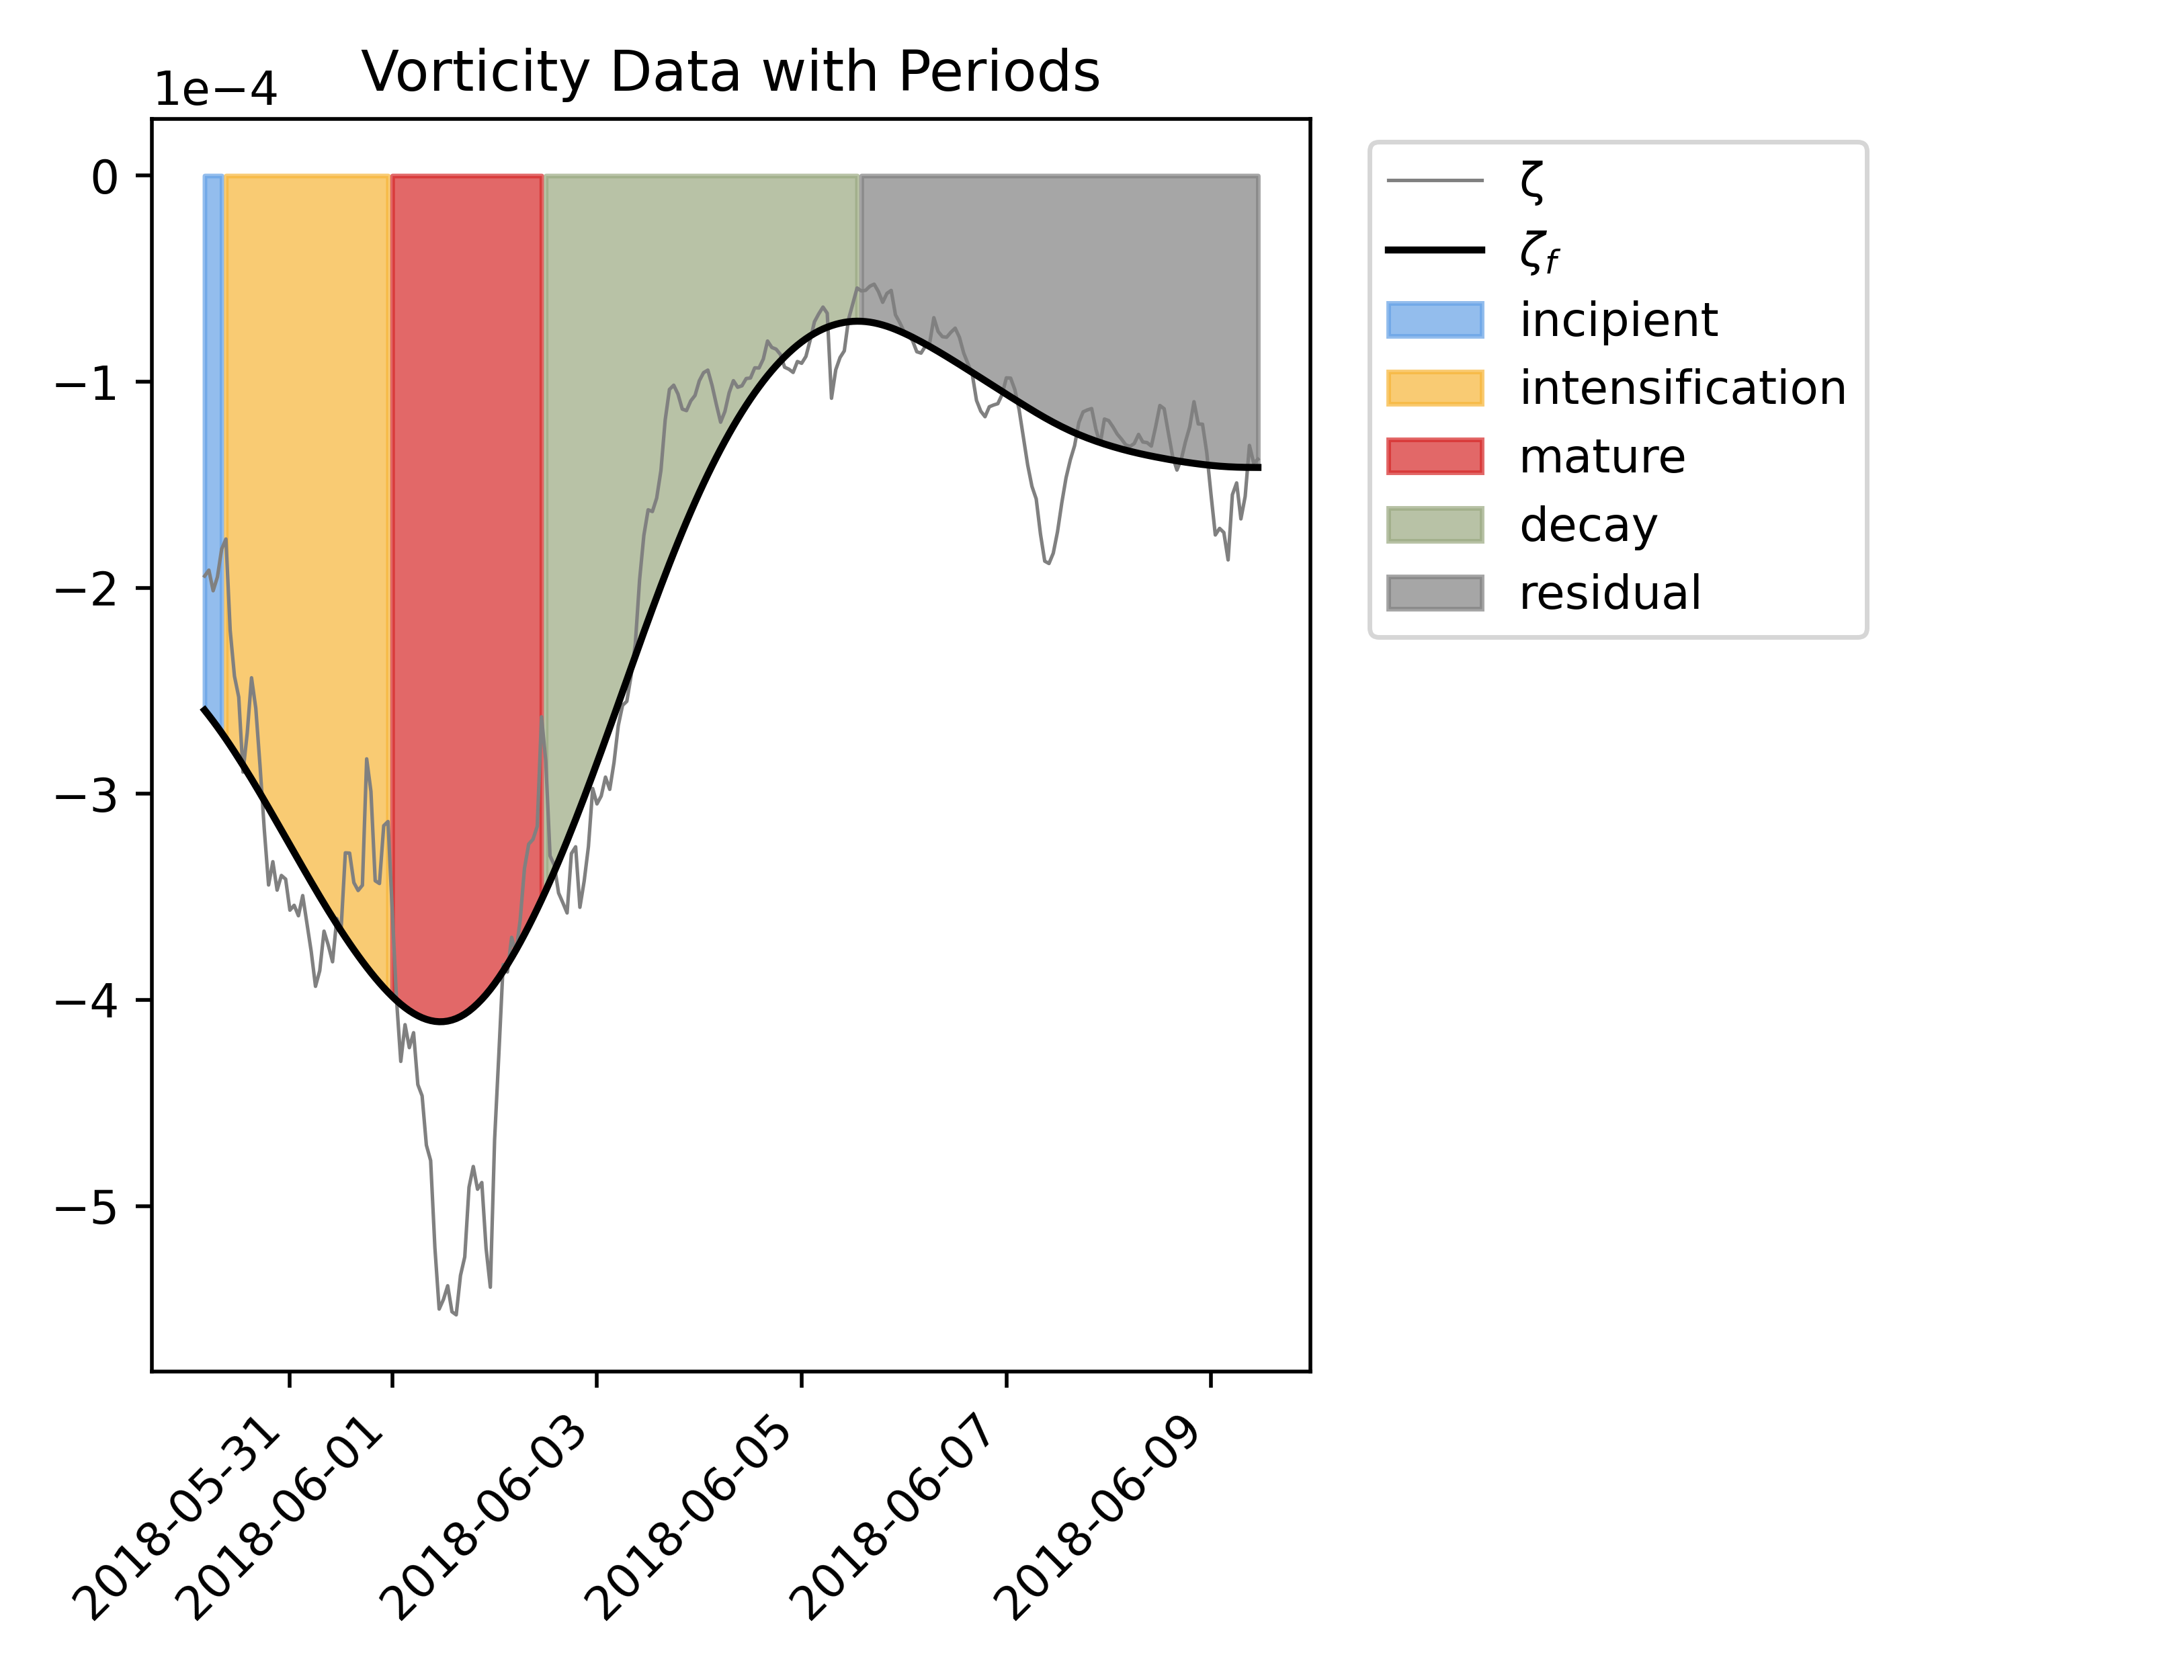 Vorticity Data with Periods
1e−4
0
−1
−2
−3
−4
−5
2018-05-31
2018-06-01
2018-06-03
2018-06-05
2018-06-07
2018-06-09
ζ
ζf
incipient
intensification
mature
decay
residual